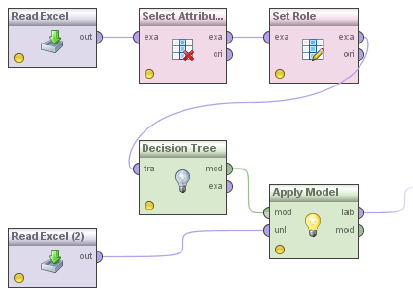 Read Excel
out
Select Attribu...
exa
exa
ori
Set Role
exa
exa
ori
Decision Tree
tra
mod
exa
Apply Model
mod
lab
unl
mod
Read Excel (2)
out